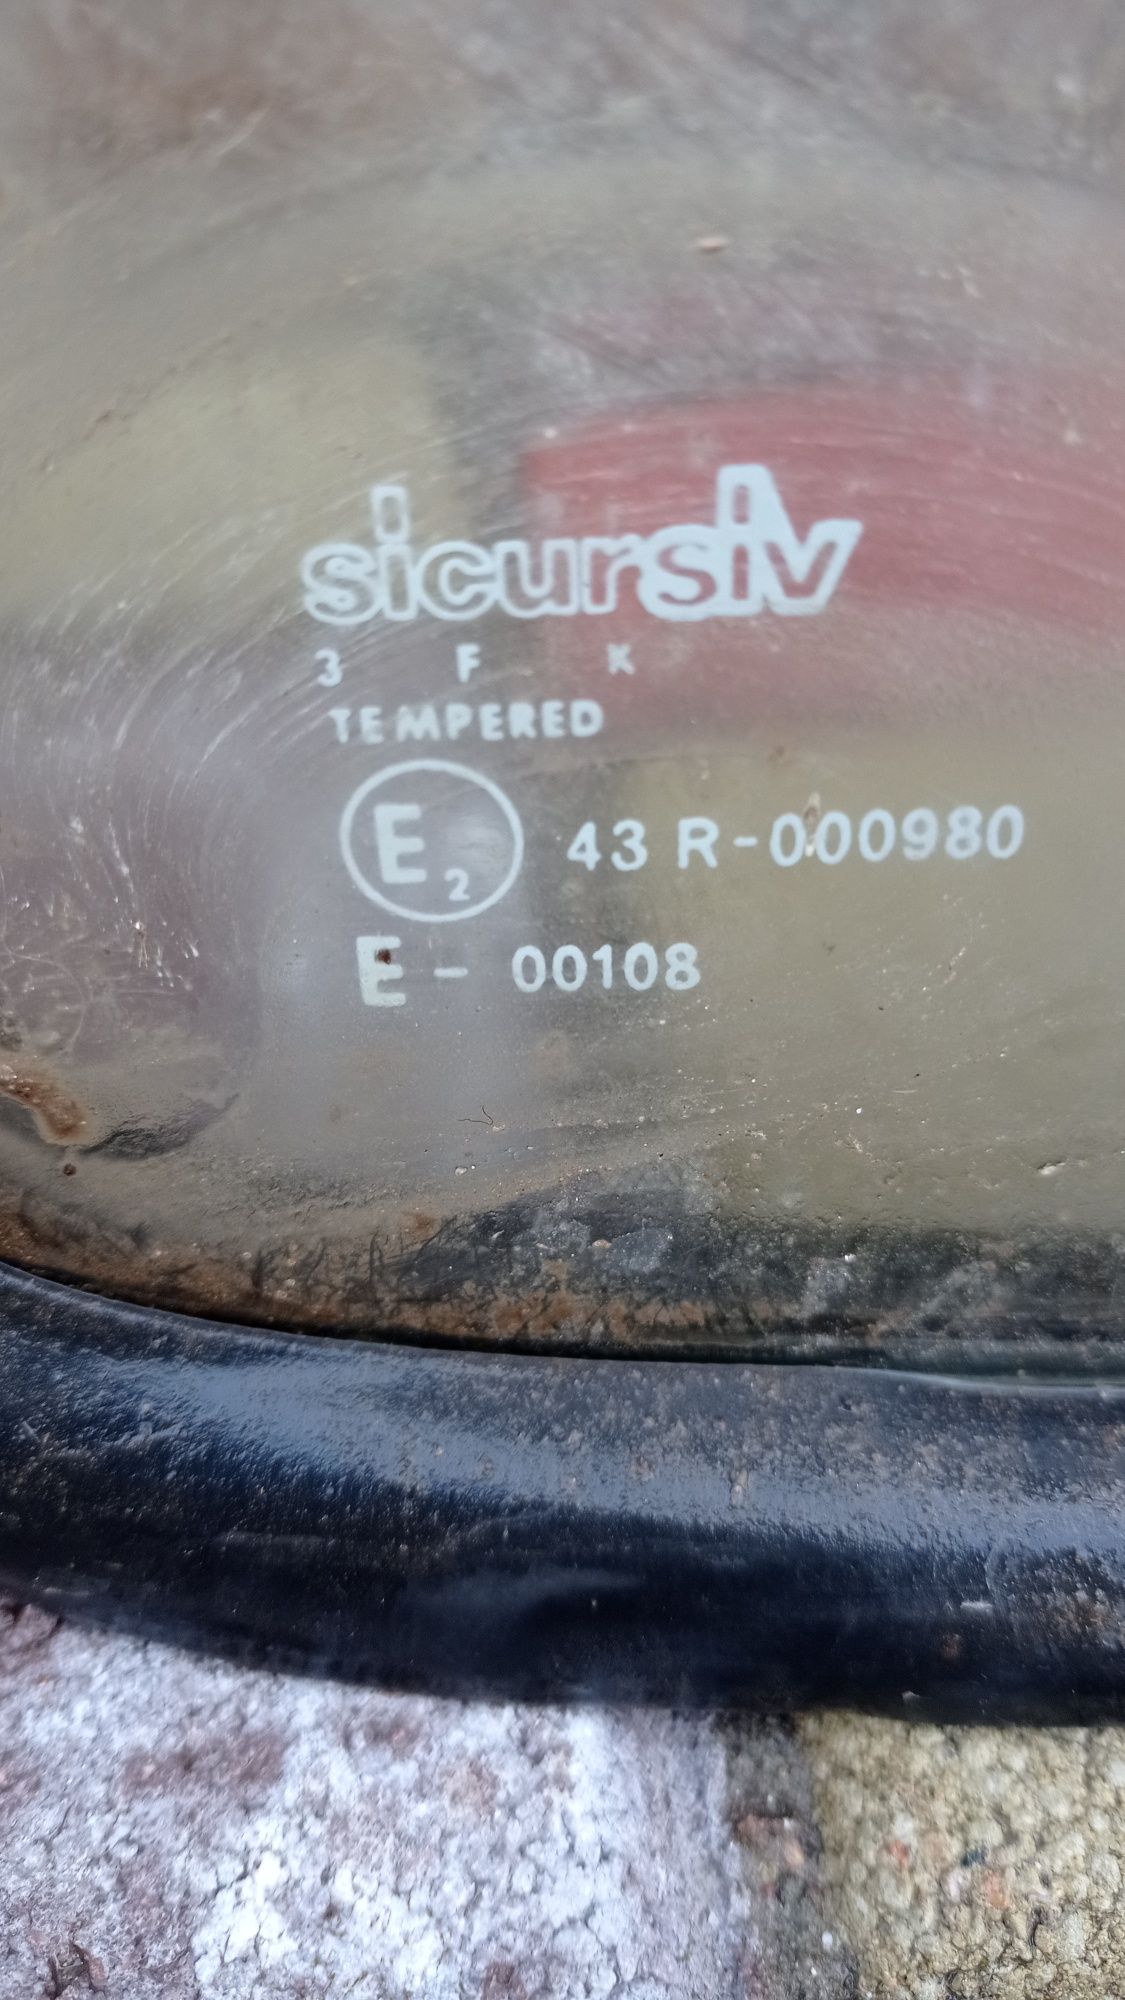 sicursiv
3 F K
TEMPERED
E2 43 R-000980
E - 00108